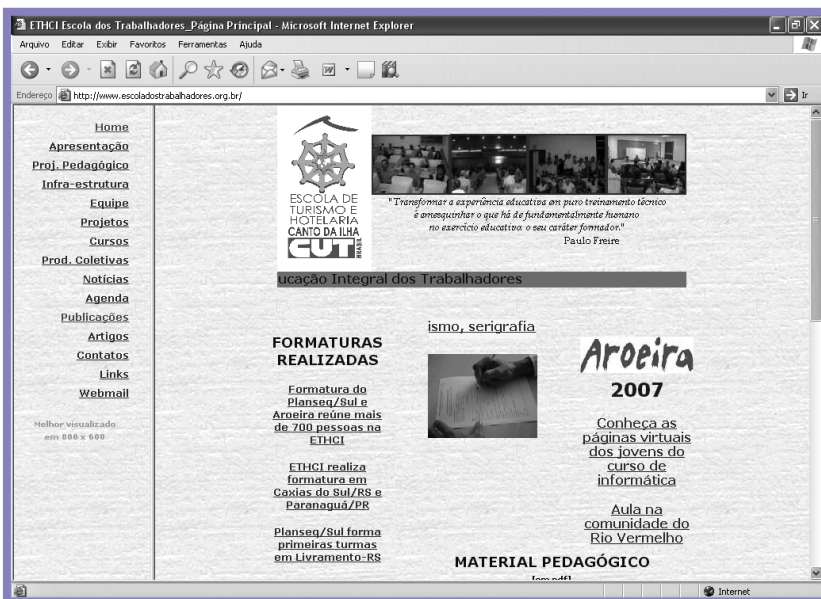 ETHCI Escola dos Trabalhadores_Página Principal - Microsoft Internet Explorer
Arquivo Editar Exibir Favoritos Ferramentas Ajuda
Endereço http://www.escoladostrabalhadores.org.br/ Ir
Home
Apresentação
Proj. Pedagógico
Infra-estrutura
Equipe
Projetos
Cursos
Prod. Coletivas
Notícias
Agenda
Publicações
Artigos
Contatos
Links
Webmail
Melhor visualizado
em 800 x 600
ESCOLA DE
TURISMO E
HOTELARIA
CANTO DA ILHA
CUT BRASIL
"Transformar a experiência educativa em puro treinamento técnico
é amesquinhar o que há de fundamentalmente humano
no exercício educativo: o seu caráter formador."
Paulo Freire
ucação Integral dos Trabalhadores
FORMATURAS
REALIZADAS
Formatura do
Planseq/Sul e
Aroeira reúne mais
de 700 pessoas na
ETHCI
ETHCI realiza
formatura em
Caxias do Sul/RS e
Paranaguá/PR
Planseq/Sul forma
primeiras turmas
em Livramento-RS
ismo, serigrafia
Aroeira
2007
Conheça as
páginas virtuais
dos jovens do
curso de
informática
Aula na
comunidade do
Rio Vermelho
MATERIAL PEDAGÓGICO
Internet